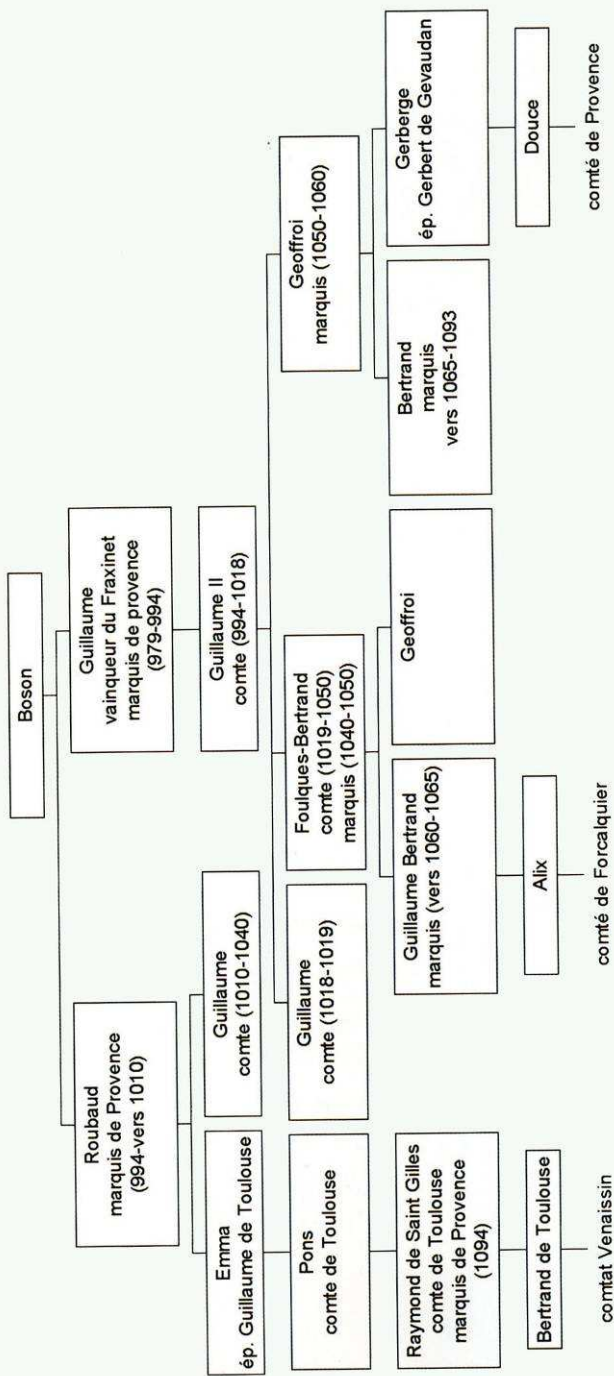 Boson
Roubaud
marquis de Provence
(994-vers 1010)
Guillaume
vainqueur du Fraxinet
marquis de provence
(979-994)
Emma
ép. Guillaume de Toulouse
Guillaume
comte (1010-1040)
Guillaume II
comte (994-1018)
Pons
comte de Toulouse
Guillaume
comte (1018-1019)
Foulques-Bertrand
comte (1019-1050)
marquis (1040-1050)
Geoffroi
marquis (1050-1060)
Raymond de Saint Gilles
comte de Toulouse
marquis de Provence
(1094)
Guillaume Bertrand
marquis (vers 1060-1065)
Geoffroi
Bertrand
marquis
vers 1065-1093
Gerberge
ép. Gerbert de Gevaudan
Bertrand de Toulouse
Alix
Douce
comtat Venaissin
comté de Forcalquier
comté de Provence